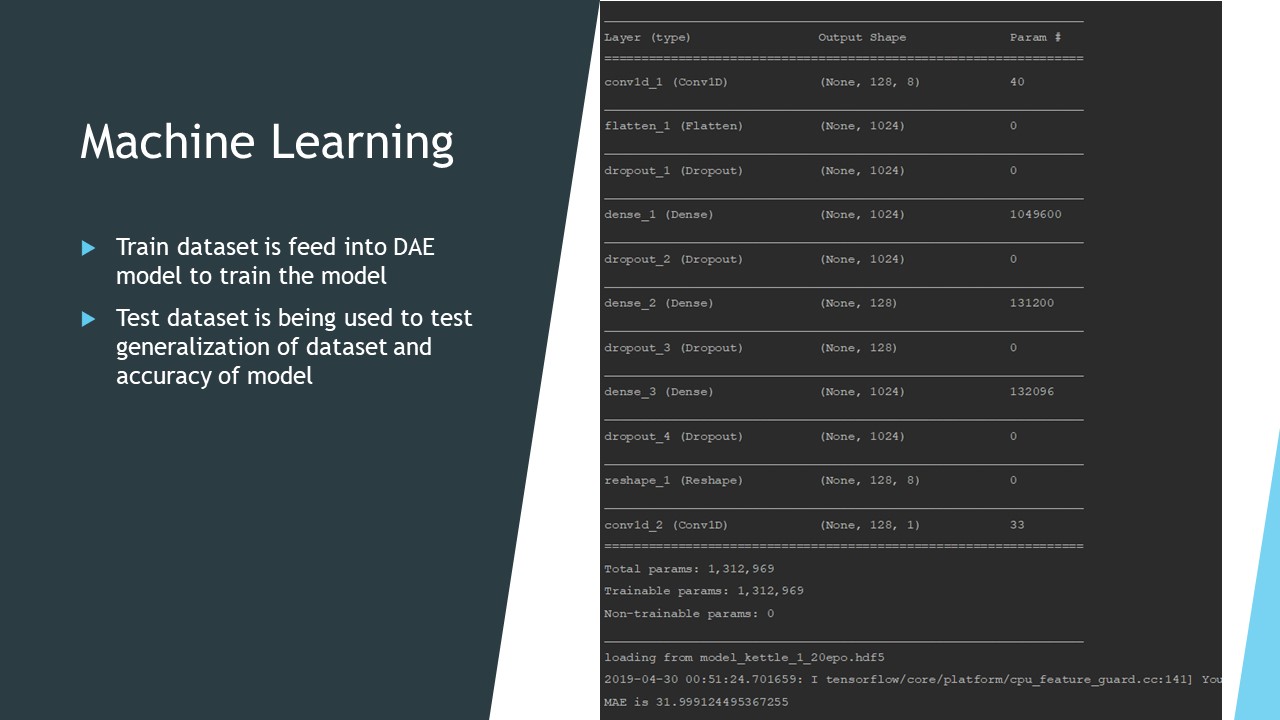 Machine Learning
Train dataset is feed into DAE
model to train the model
Test dataset is being used to test
generalization of dataset and
accuracy of model
Layer (type) Output Shape Param #
conv1d_1 (Conv1D) (None, 128, 8) 40
flatten_1 (Flatten) (None, 1024) 0
dropout_1 (Dropout) (None, 1024) 0
dense_1 (Dense) (None, 1024) 1049600
dropout_2 (Dropout) (None, 1024) 0
dense_2 (Dense) (None, 128) 131200
dropout_3 (Dropout) (None, 128) 0
dense_3 (Dense) (None, 1024) 132096
dropout_4 (Dropout) (None, 1024) 0
reshape_1 (Reshape) (None, 128, 8) 0
conv1d_2 (Conv1D) (None, 128, 1) 33
Total params: 1,312,969
Trainable params: 1,312,969
Non-trainable params: 0
loading from model_kettle_1_20epo.hdf5
2019-04-30 00:51:24.701659: I tensorflow/core/platform/cpu_feature_guard.cc:141] You
MAE is 31.999124495367255